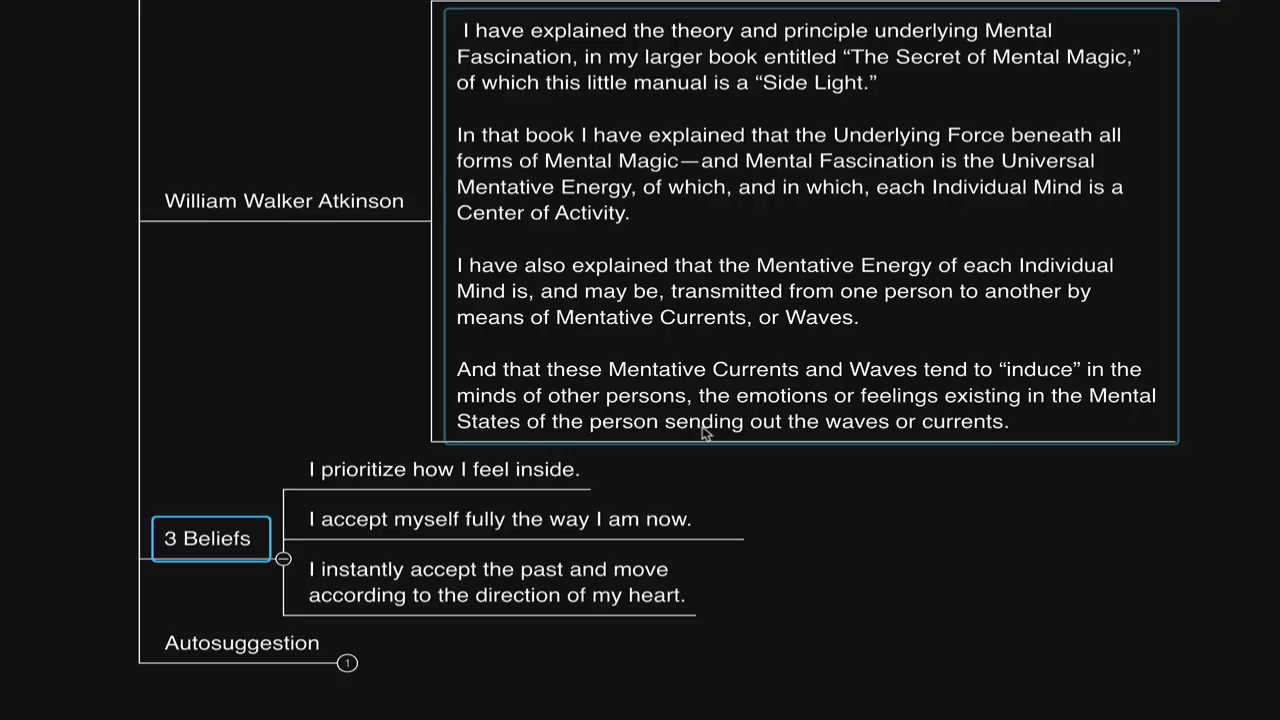 I have explained the theory and principle underlying Mental
Fascination, in my larger book entitled “The Secret of Mental Magic,”
of which this little manual is a “Side Light.”
In that book I have explained that the Underlying Force beneath all
forms of Mental Magic—and Mental Fascination is the Universal
Mentative Energy, of which, and in which, each Individual Mind is a
Center of Activity.
I have also explained that the Mentative Energy of each Individual
Mind is, and may be, transmitted from one person to another by
means of Mentative Currents, or Waves.
And that these Mentative Currents and Waves tend to “induce” in the
minds of other persons, the emotions or feelings existing in the Mental
States of the person sending out the waves or currents.
William Walker Atkinson
I prioritize how I feel inside.
I accept myself fully the way I am now.
I instantly accept the past and move
according to the direction of my heart.
3 Beliefs
Autosuggestion
1